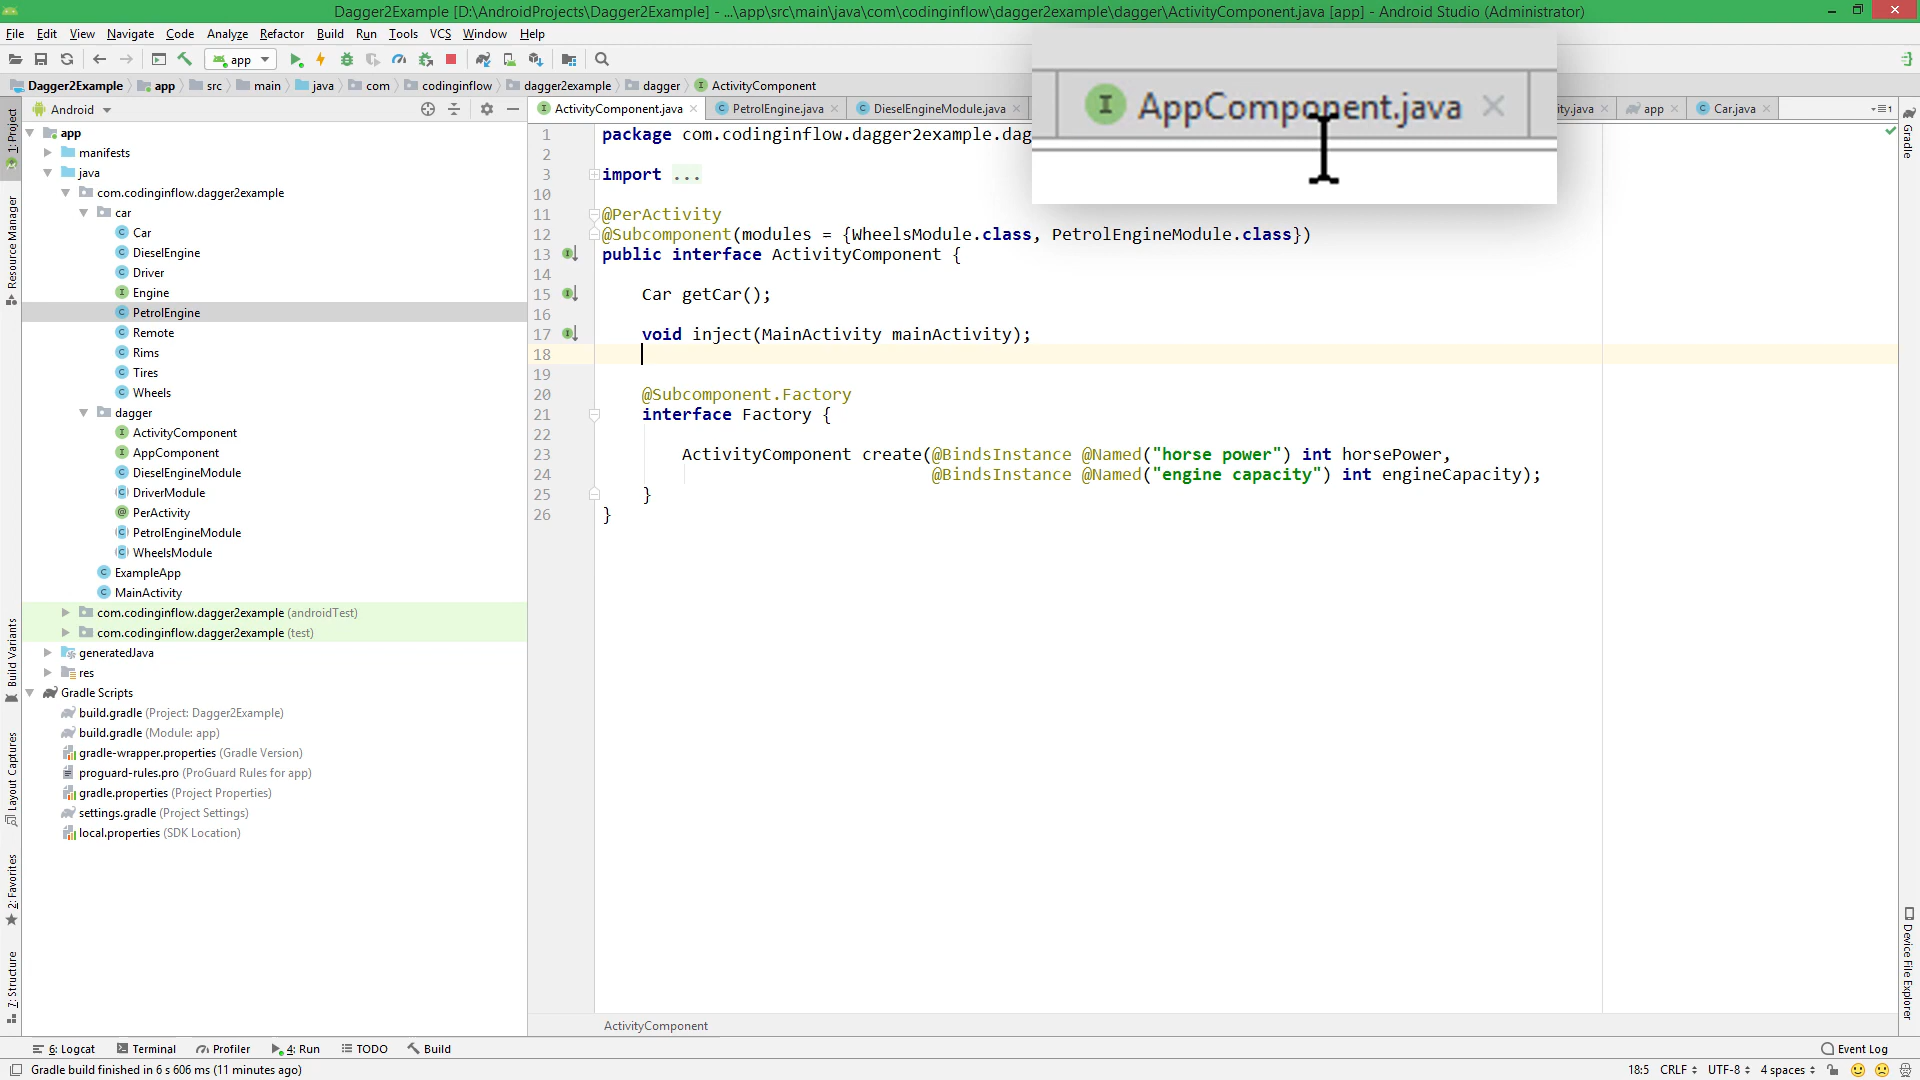 Dagger2Example [D:\AndroidProjects\Dagger2Example] - ...\app\src\main\java\com\codinginflow\dagger2example\dagger\ActivityComponent.java [app] - Android Studio (Administrator)
File Edit View Navigate Code Analyze Refactor Build Run Tools VCS Window Help
app
Dagger2Example app src main java com codinginflow dagger2example dagger ActivityComponent
AppComponent.java
Android
ActivityComponent.java PetrolEngine.java DieselEngineModule.java ity.java app Car.java
1: Project
Resource Manager
Build Variants
Layout Captures
2: Favorites
7: Structure
app
manifests
java
com.codinginflow.dagger2example
car
Car
DieselEngine
Driver
Engine
PetrolEngine
Remote
Rims
Tires
Wheels
dagger
ActivityComponent
AppComponent
DieselEngineModule
DriverModule
PerActivity
PetrolEngineModule
WheelsModule
ExampleApp
MainActivity
com.codinginflow.dagger2example (androidTest)
com.codinginflow.dagger2example (test)
generatedJava
res
Gradle Scripts
build.gradle (Project: Dagger2Example)
build.gradle (Module: app)
gradle-wrapper.properties (Gradle Version)
proguard-rules.pro (ProGuard Rules for app)
gradle.properties (Project Properties)
settings.gradle (Project Settings)
local.properties (SDK Location)
1 package com.codinginflow.dagger2example.dag
2
3 import ...
10
11 @PerActivity
12 @Subcomponent(modules = {WheelsModule.class, PetrolEngineModule.class})
13 public interface ActivityComponent {
14
15 Car getCar();
16
17 void inject(MainActivity mainActivity);
18
19
20 @Subcomponent.Factory
21 interface Factory {
22
23 ActivityComponent create(@BindsInstance @Named("horse power") int horsePower,
24 @BindsInstance @Named("engine capacity") int engineCapacity);
25 }
26 }
Gradle
Device File Explorer
ActivityComponent
6: Logcat Terminal Profiler 4: Run TODO Build Event Log
Gradle build finished in 6 s 606 ms (11 minutes ago) 18:5 CRLF UTF-8 4 spaces